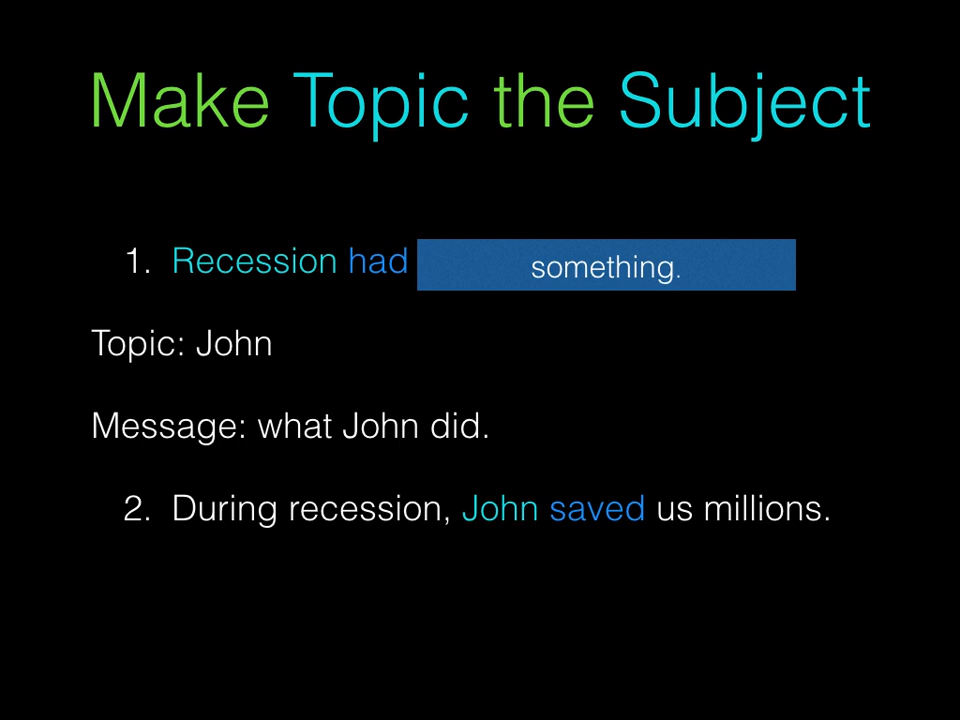 Make Topic the Subject
1. Recession had something.
Topic: John
Message: what John did.
2. During recession, John saved us millions.